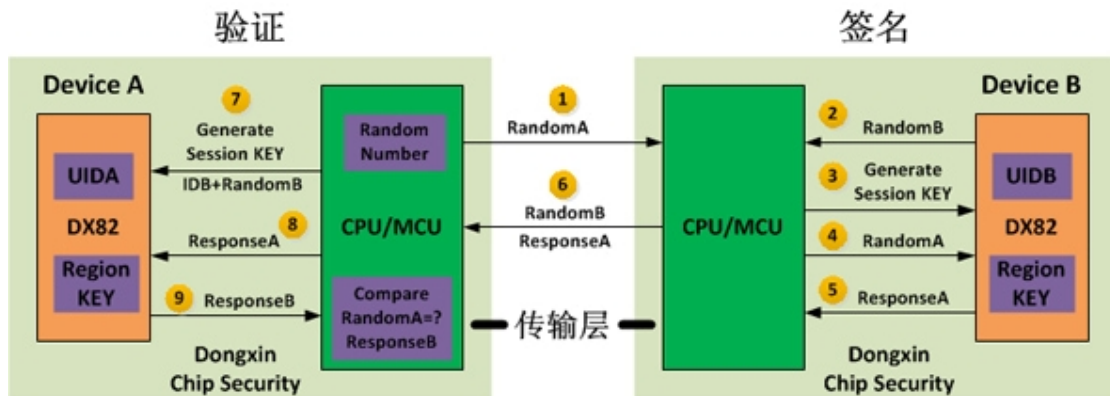 验证
签名
Device A
7
Generate
Session KEY
IDB+RandomB
UIDA
DX82
8
ResponseA
Region
KEY
9
ResponseB
Random
Number
CPU/MCU
Compare
RandomA=?
ResponseB
Dongxin
Chip Security
1
RandomA
6
RandomB
ResponseA
传输层
Device B
CPU/MCU
2
RandomB
3
Generate
Session KEY
4
RandomA
5
ResponseA
UIDB
DX82
Region
KEY
Dongxin
Chip Security